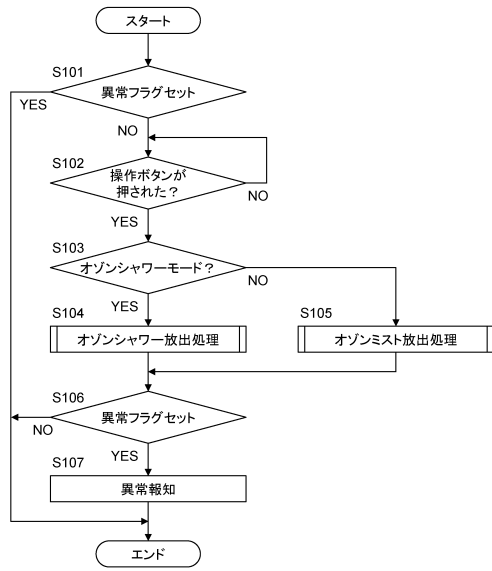 スタート
S101
異常フラグセット
YES
NO
S102
操作ボタンが
押された？
NO
YES
S103
オゾンシャワーモード？
NO
YES
S104
オゾンシャワー放出処理
S105
オゾンミスト放出処理
S106
異常フラグセット
NO
YES
S107
異常報知
エンド